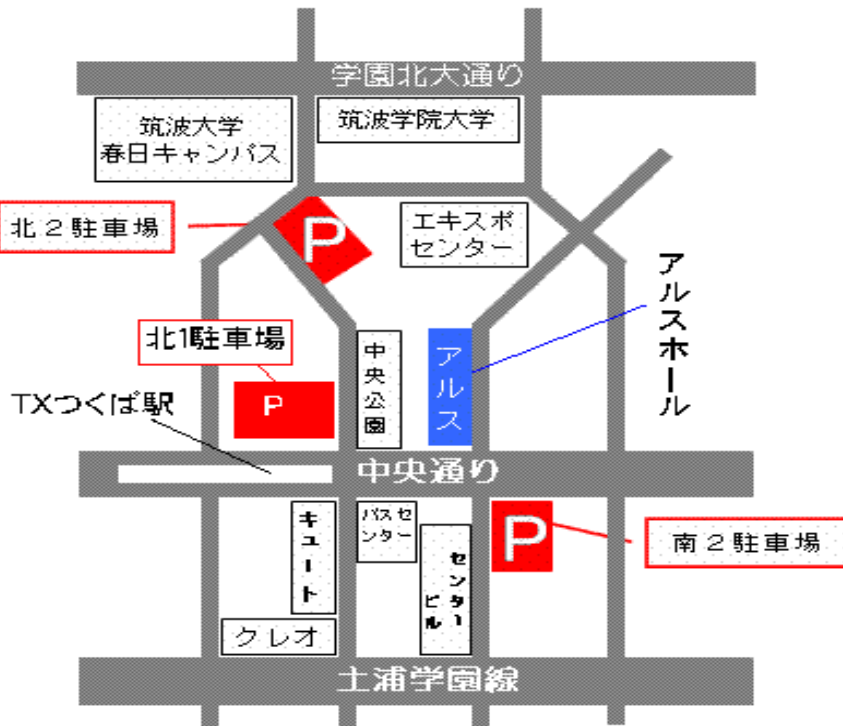 学園北大通り
筑波大学
春日キャンパス
筑波学院大学
北２駐車場
P
エキスポ
センター
アルスホール
北1駐車場
P
中央公園
アルス
TXつくば駅
中央通り
キュート
バスセ
ンター
センター
ビル
P
南２駐車場
クレオ
土浦学園線